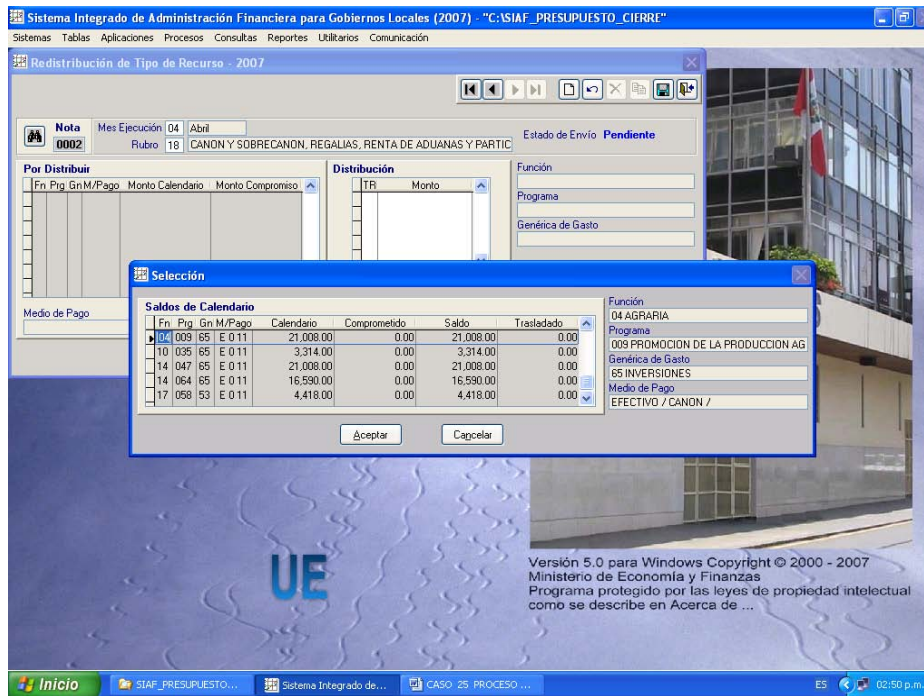 Sistema Integrado de Administración Financiera para Gobiernos Locales (2007) - "C:\SIAF_PRESUPUESTO_CIERRE"
Sistemas Tablas Aplicaciones Procesos Consultas Reportes Utilitarios Comunicación
Redistribución de Tipo de Recurso - 2007
Nota 0002
Mes Ejecución 04 Abril
Rubro 18 CANON Y SOBRECANON, REGALIAS, RENTA DE ADUANAS Y PARTIC
Estado de Envío Pendiente
Por Distribuir
Fn Prg Gn M/Pago Monto Calendario Monto Compromiso
Distribución
TR Monto
Función
Programa
Genérica de Gasto
Medio de Pago
Selección
Saldos de Calendario
Fn Prg Gn M/Pago Calendario Comprometido Saldo Trasladado
04 009 65 E 0 11 21,008.00 0.00 21,008.00 0.00
10 035 65 E 0 11 3,314.00 0.00 3,314.00 0.00
14 047 65 E 0 11 21,008.00 0.00 21,008.00 0.00
14 064 65 E 0 11 16,590.00 0.00 16,590.00 0.00
17 058 53 E 0 11 4,418.00 0.00 4,418.00 0.00
Función
04 AGRARIA
Programa
009 PROMOCION DE LA PRODUCCION AG
Genérica de Gasto
65 INVERSIONES
Medio de Pago
EFECTIVO / CANON /
Aceptar Cancelar
UE
Versión 5.0 para Windows Copyright © 2000 - 2007
Ministerio de Economía y Finanzas
Programa protegido por las leyes de propiedad intelectual
como se describe en Acerca de ...
Inicio SIAF_PRESUPUESTO... Sistema Integrado de... CASO 25 PROCESO ... ES 02:50 p.m.